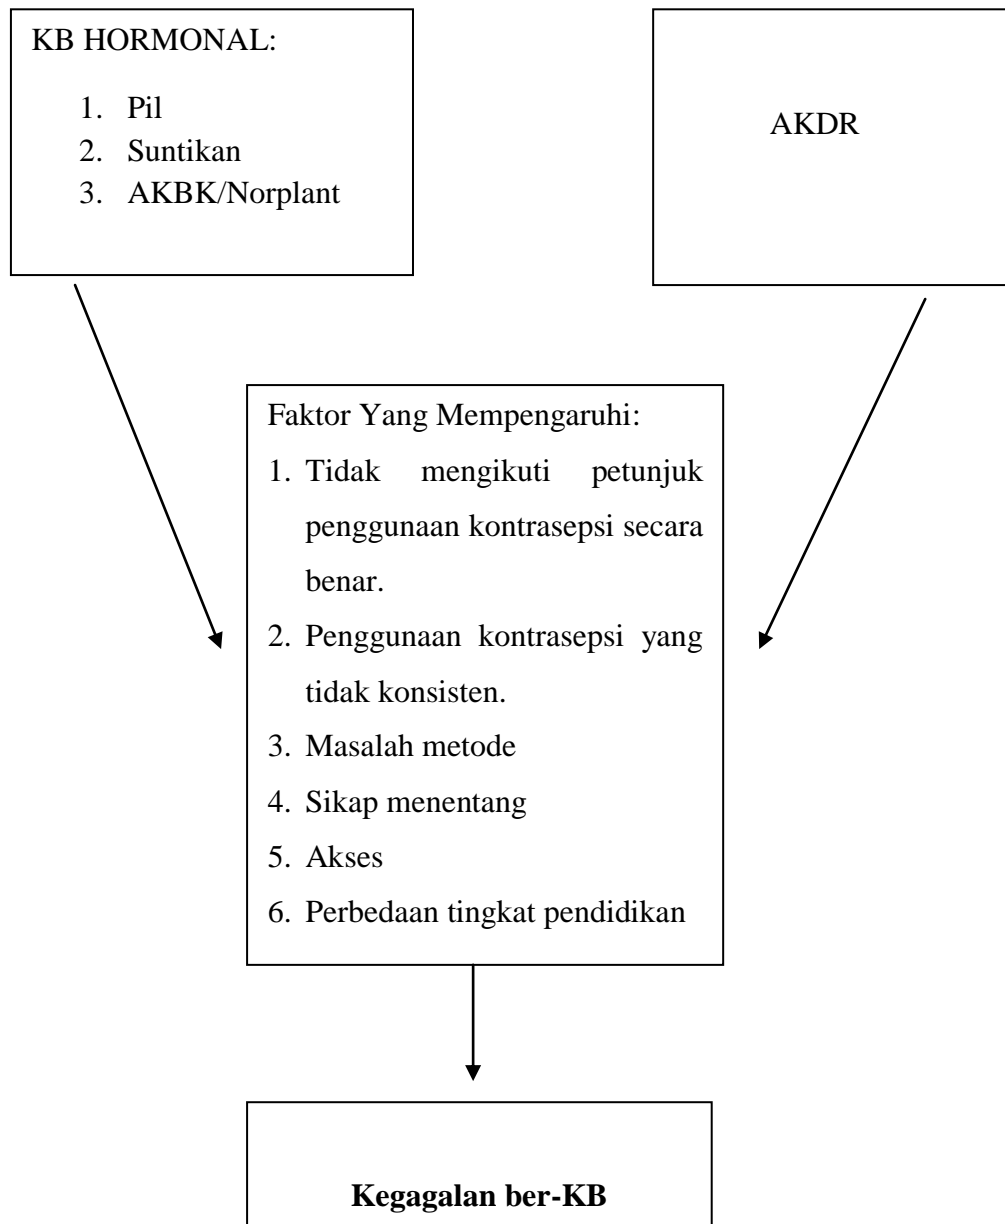 KB HORMONAL:
1. Pil
2. Suntikan
3. AKBK/Norplant
AKDR
Faktor Yang Mempengaruhi:
1. Tidak mengikuti petunjuk
penggunaan kontrasepsi secara
benar.
2. Penggunaan kontrasepsi yang
tidak konsisten.
3. Masalah metode
4. Sikap menentang
5. Akses
6. Perbedaan tingkat pendidikan
Kegagalan ber-KB